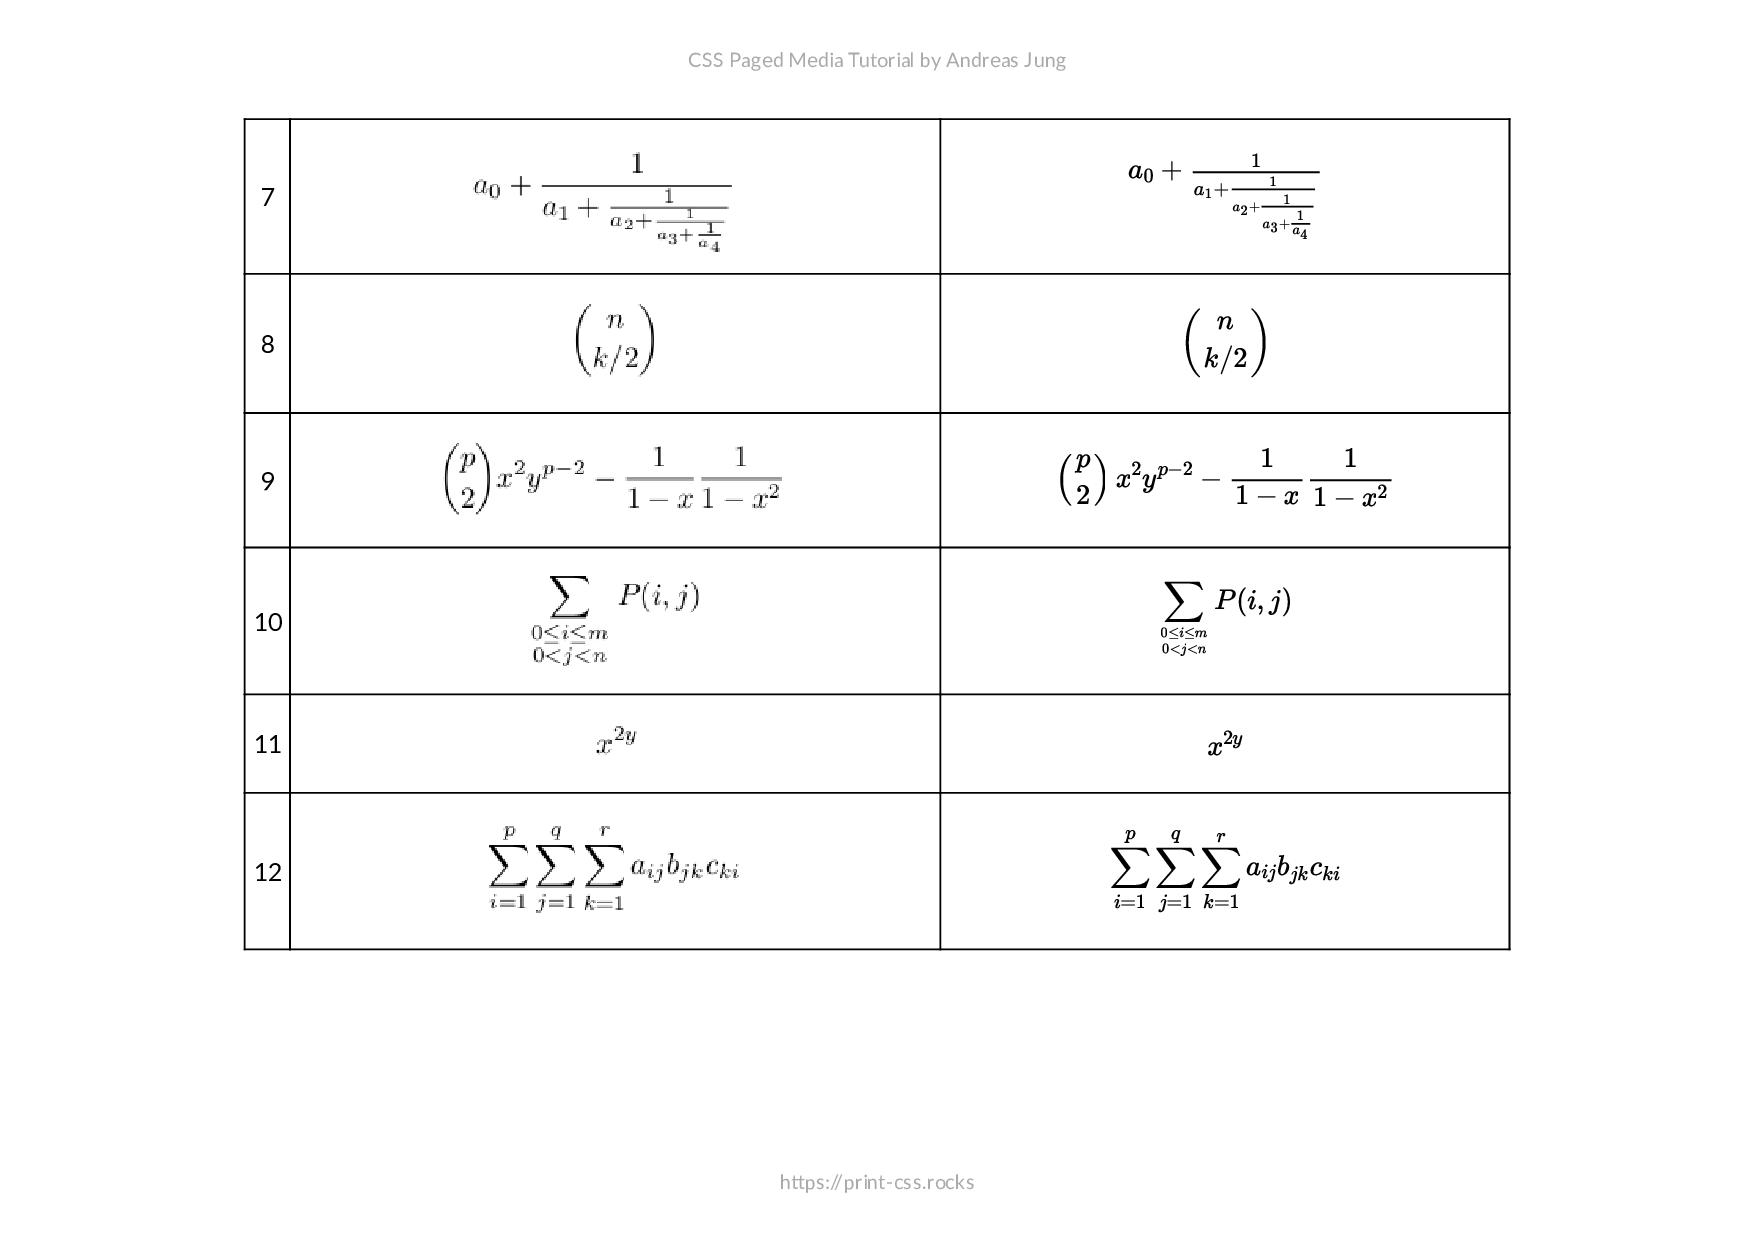 CSS Paged Media Tutorial by Andreas Jung
7 $a_0 + \frac{1}{a_1 + \frac{1}{a_2 + \frac{1}{a_3 + \frac{1}{a_4}}}}$ $a_0 + \frac{1}{a_1 + \frac{1}{a_2 + \frac{1}{a_3 + \frac{1}{a_4}}}}$
8 $\binom{n}{k/2}$ $\binom{n}{k/2}$
9 $\binom{p}{2} x^2 y^{p-2} - \frac{1}{1-x} \frac{1}{1-x^2}$ $\binom{p}{2} x^2 y^{p-2} - \frac{1}{1-x} \frac{1}{1-x^2}$
10 $\sum_{\substack{0 \le i \le m \\ 0 < j < n}} P(i, j)$ $\sum_{\substack{0 \le i \le m \\ 0 < j < n}} P(i, j)$
11 $x^{2y}$ $x^{2y}$
12 $\sum_{i=1}^{p} \sum_{j=1}^{q} \sum_{k=1}^{r} a_{ij} b_{jk} c_{ki}$ $\sum_{i=1}^{p} \sum_{j=1}^{q} \sum_{k=1}^{r} a_{ij} b_{jk} c_{ki}$
https://print-css.rocks